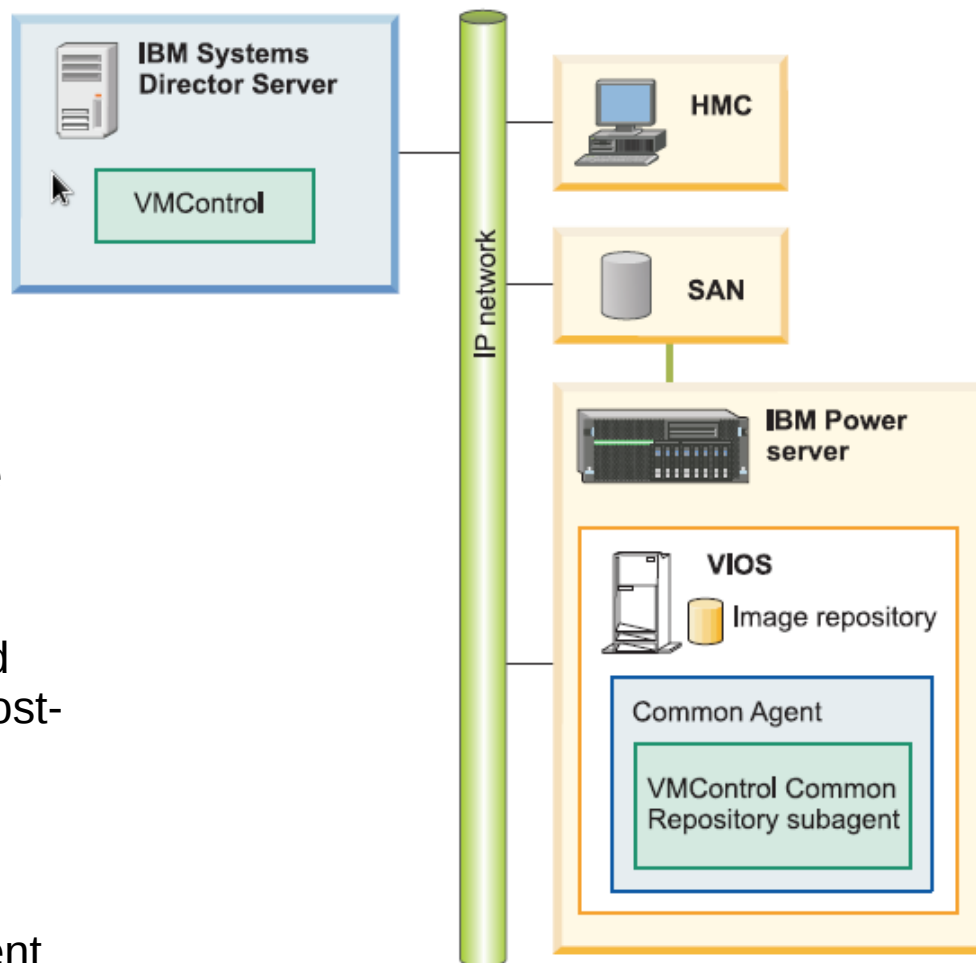 IBM Systems
Director Server
VMControl
IP network
HMC
SAN
IBM Power
server
VIOS
Image repository
Common Agent
VMControl Common
Repository subagent
ost-